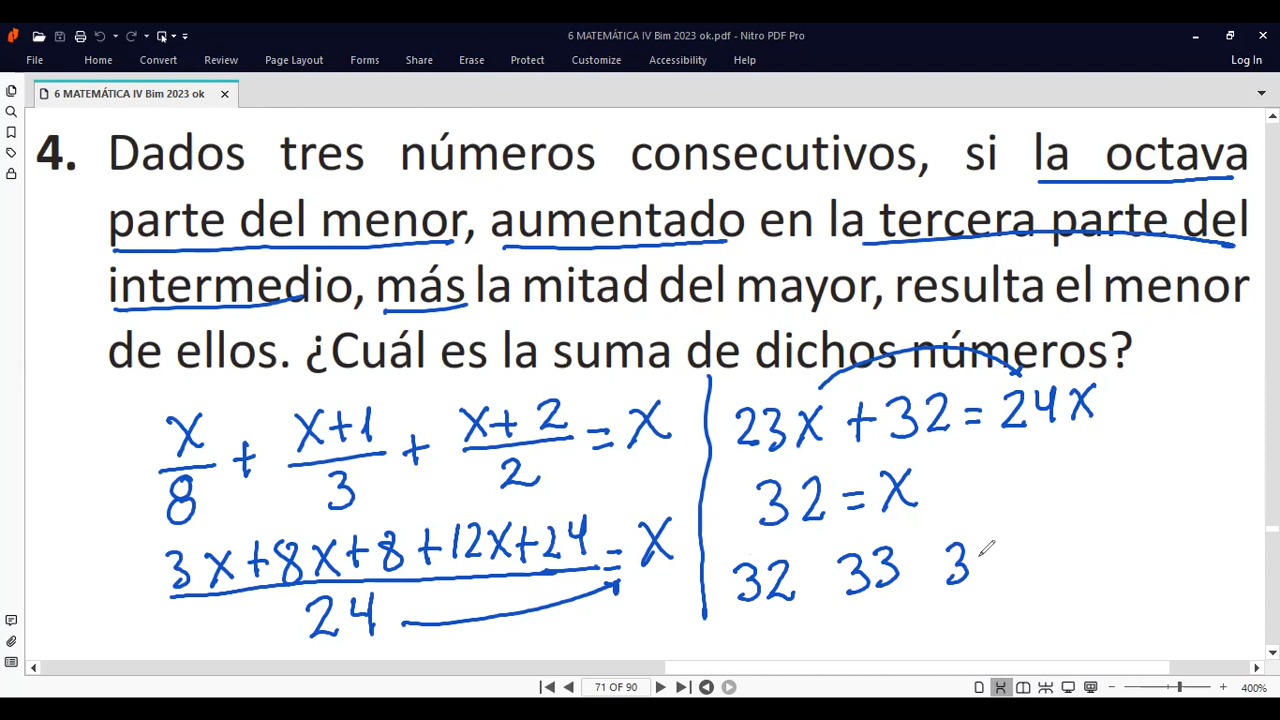 6 MATEMÁTICA IV Bim 2023 ok.pdf - Nitro PDF Pro
File Home Convert Review Page Layout Forms Share Erase Protect Customize Accessibility Help Log In
6 MATEMÁTICA IV Bim 2023 ok
4. Dados tres números consecutivos, si la octava
parte del menor, aumentado en la tercera parte del
intermedio, más la mitad del mayor, resulta el menor
de ellos. ¿Cuál es la suma de dichos números?
x/8 + (x+1)/3 + (x+2)/2 = x
(3x+8x+8+12x+24)/24 = x
23x + 32 = 24x
32 = x
32 33 3
71 OF 90
400%